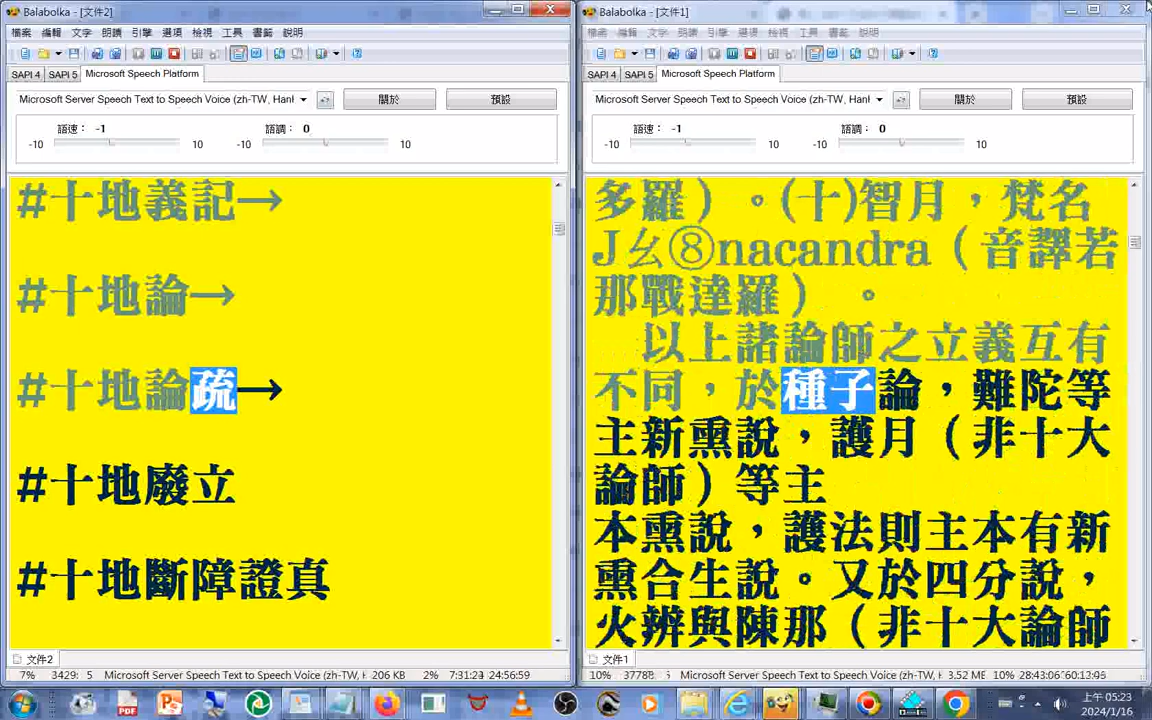 Balabolka - [文件2]
檔案 編輯 文字 朗讀 引擎 選項 檢視 工具 書籤 說明
SAPI 4 SAPI 5 Microsoft Speech Platform
Microsoft Server Speech Text to Speech Voice (zh-TW, Hanl
關於 預設
語速： -1 語調： 0
-10 10 -10 10
#十地義記→
#十地論→
#十地論疏→
#十地廢立
#十地斷障證真
文件2
7% 3429: 5 Microsoft Server Speech Text to Speech Voice (zh-TW, 206 KB 2% 7:31:23 24:56:59
Balabolka - [文件1]
檔案 編輯 文字 朗讀 引擎 選項 檢視 工具 書籤 說明
SAPI 4 SAPI 5 Microsoft Speech Platform
Microsoft Server Speech Text to Speech Voice (zh-TW, Hanl
關於 預設
語速： -1 語調： 0
-10 10 -10 10
多羅）。(十)智月，梵名
Jㄠ⑧nacandra（音譯若
那戰達羅） 。
以上諸論師之立義互有
不同，於種子論，難陀等
主新熏說，護月（非十大
論師）等主
本熏說，護法則主本有新
熏合生說。又於四分說，
火辨與陳那（非十大論師
文件1
10% Microsoft Server Speech Text to Speech Voice (zh-TW, 3.52 MB 10%
上午 05:23
2024/1/16